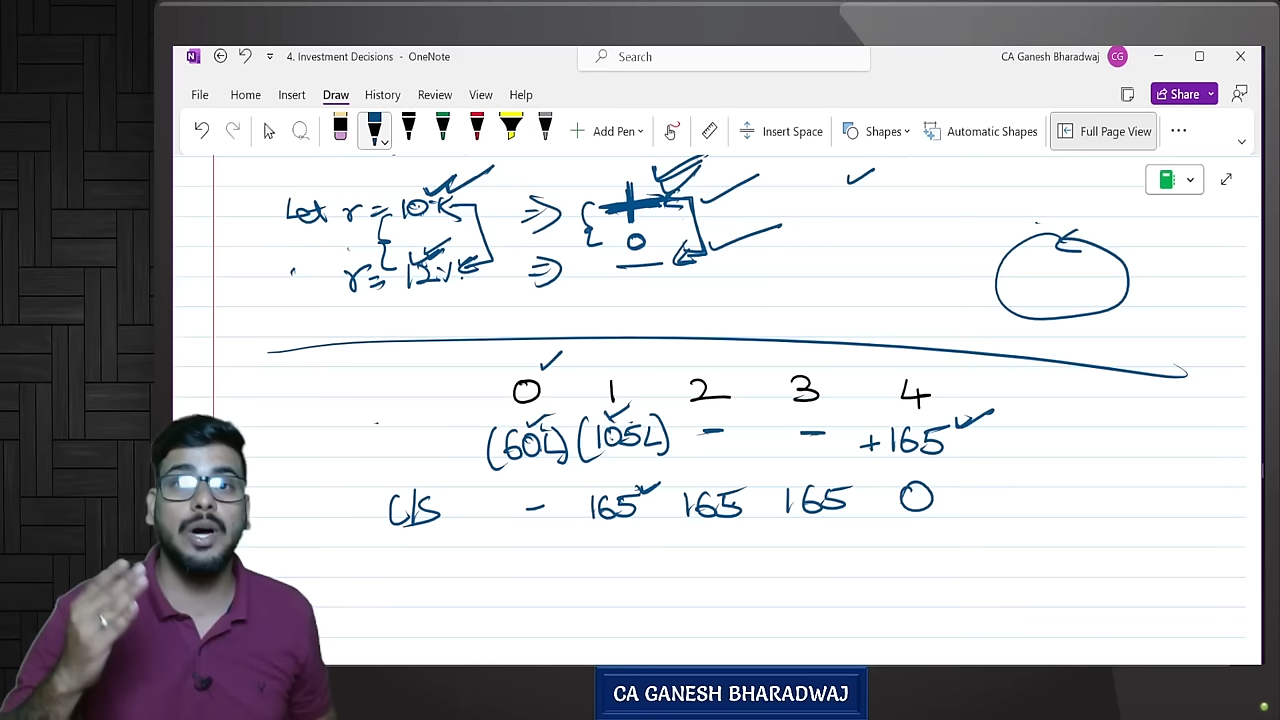 4. Investment Decisions - OneNote
Search
CA Ganesh Bharadwaj CG
File Home Insert Draw History Review View Help
Share
Add Pen
Insert Space
Shapes
Automatic Shapes
Full Page View
Let r = 10%
0
r = 12%
0 1 2 3 4
(60L) (105L) - - +165
C/S - 165 165 165 0
CA GANESH BHARADWAJ